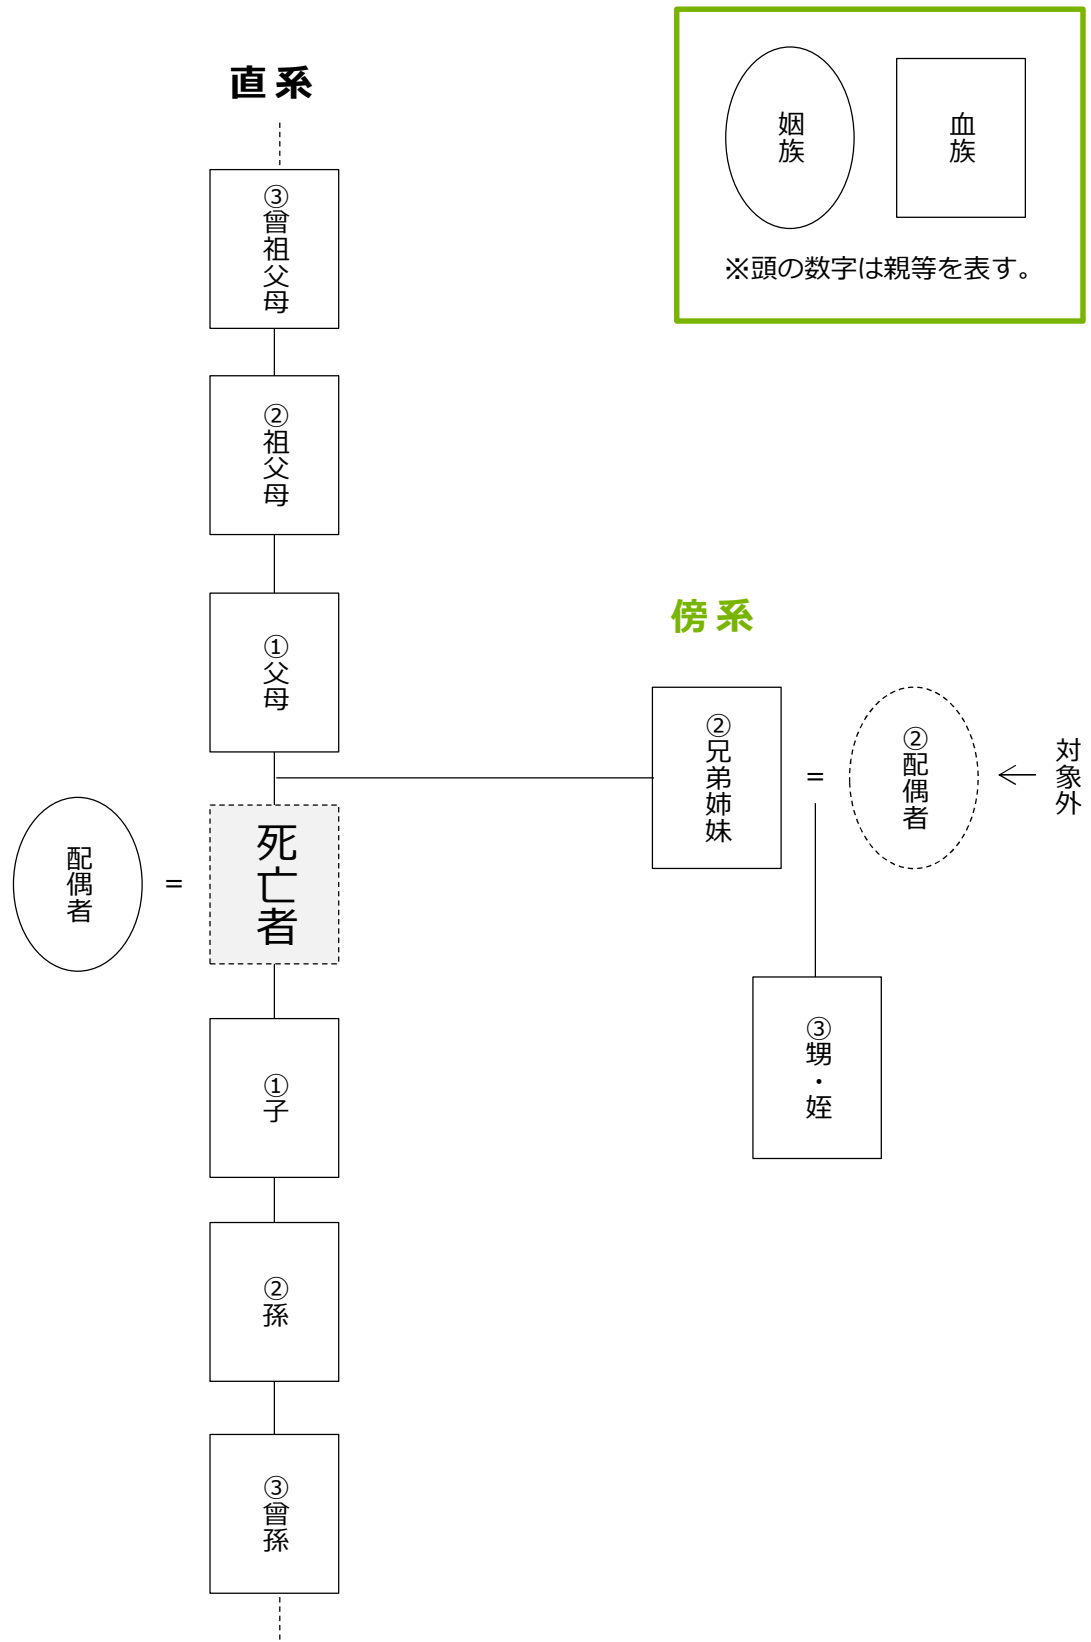 直系
姻族
血族
※頭の数字は親等を表す。
③曾祖父母
②祖父母
①父母
傍系
②兄弟姉妹
=
②配偶者
対象外
配偶者
=
死亡者
①子
③甥・姪
②孫
③曾孫